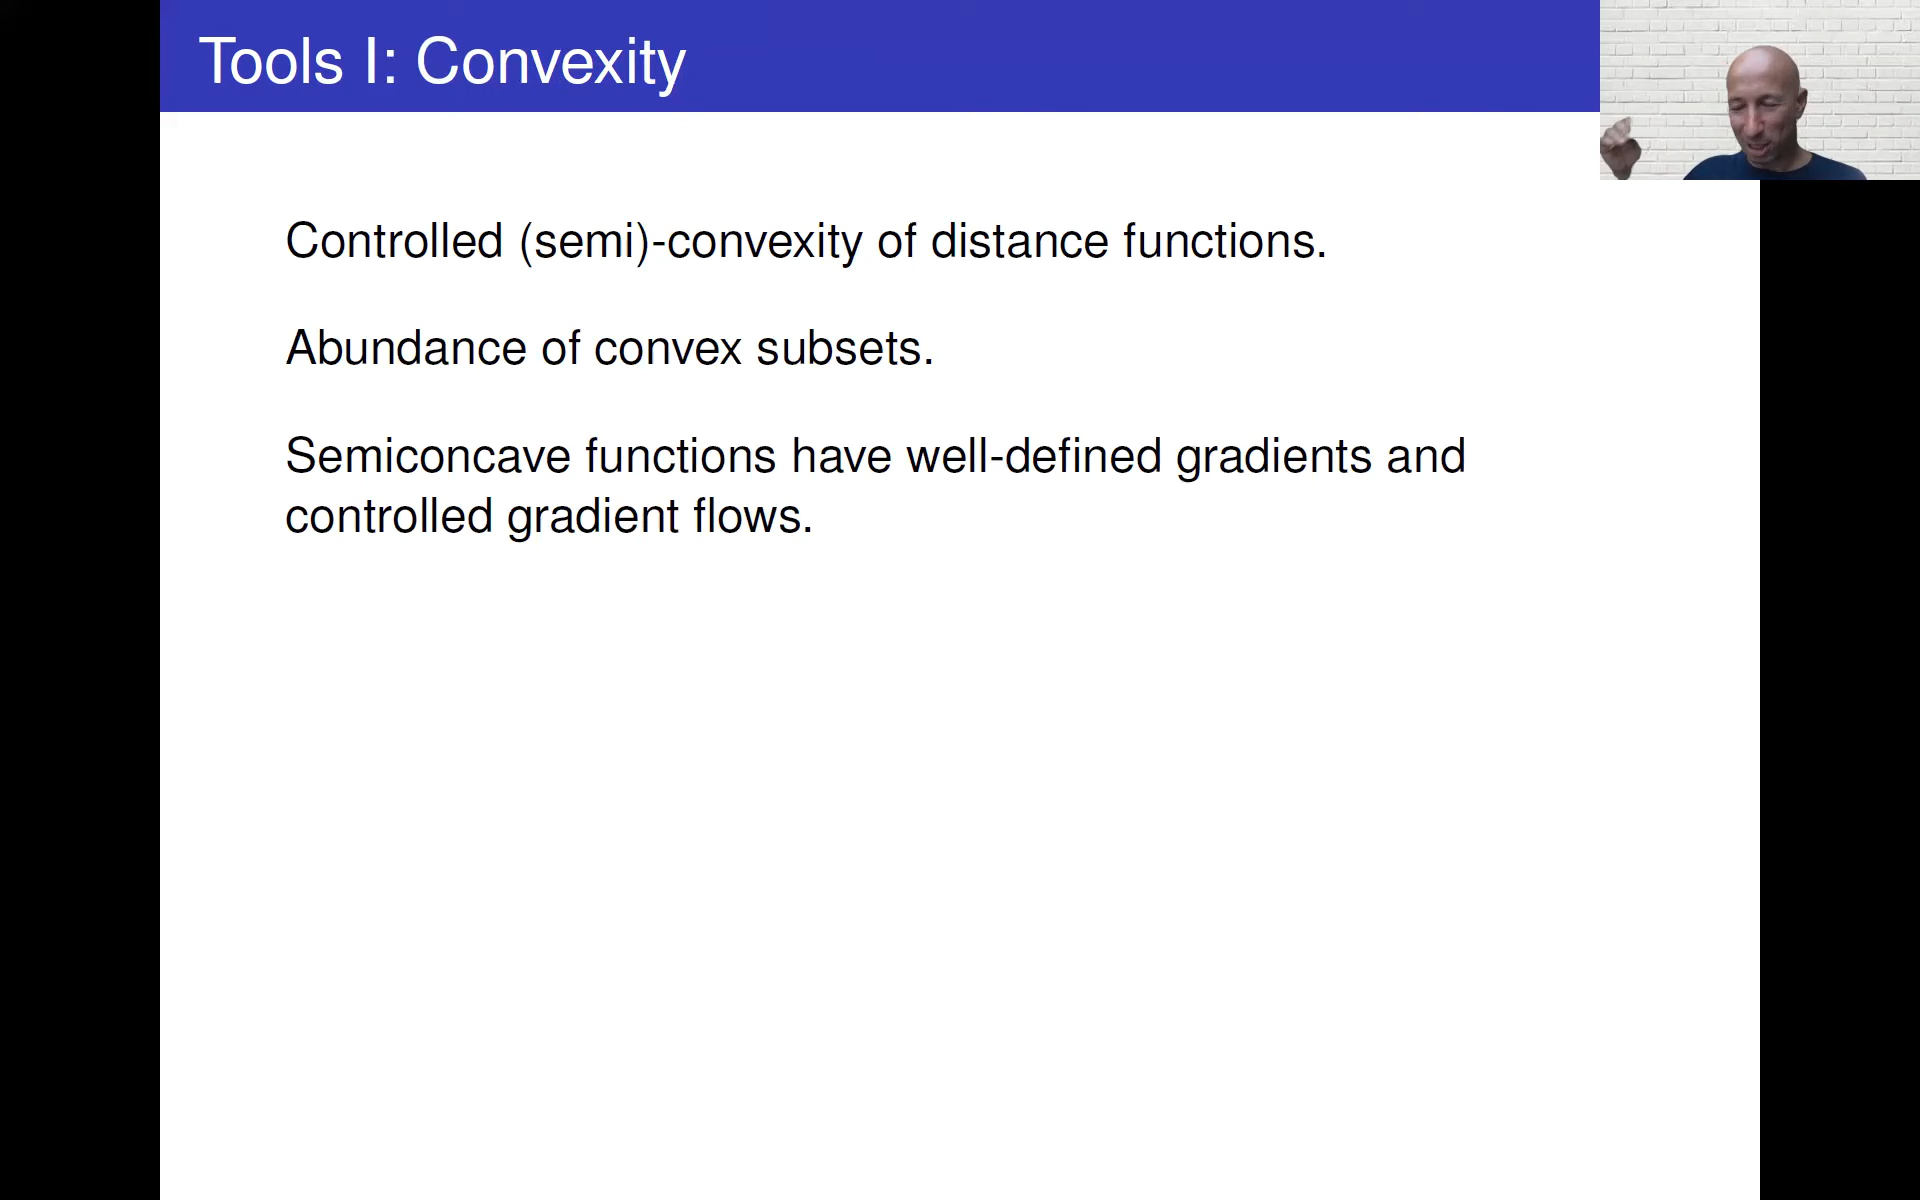 Tools I: Convexity
Controlled (semi)-convexity of distance functions.
Abundance of convex subsets.
Semiconcave functions have well-defined gradients and
controlled gradient flows.